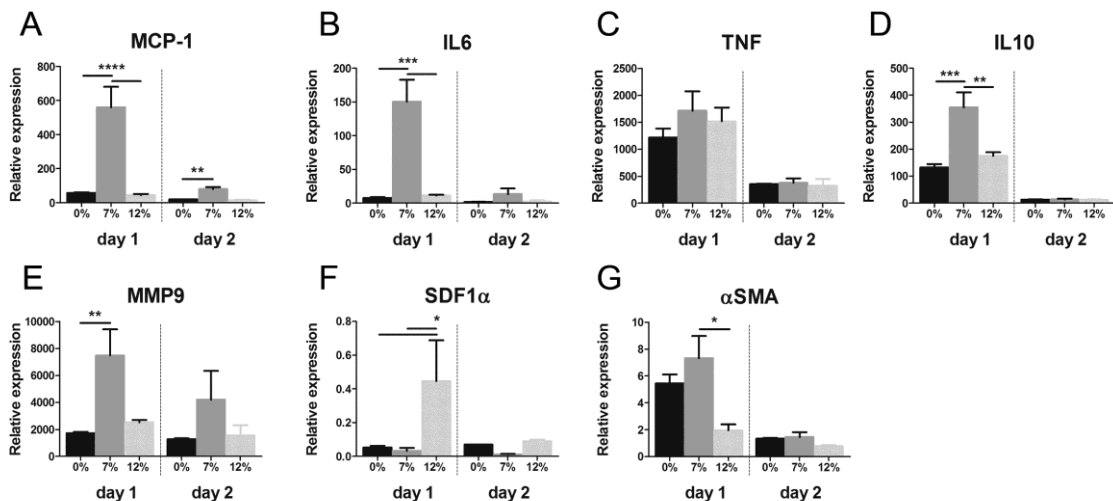 A
MCP-1
Relative expression
800
600
400
200
0
****
**
0% 7% 12% 0% 7% 12%
day 1 day 2
B
IL6
Relative expression
200
150
100
50
0
***
0% 7% 12% 0% 7% 12%
day 1 day 2
C
TNF
Relative expression
2500
2000
1500
1000
500
0
0% 7% 12% 0% 7% 12%
day 1 day 2
D
IL10
Relative expression
500
400
300
200
100
0
*** **
0% 7% 12% 0% 7% 12%
day 1 day 2
E
MMP9
Relative expression
10000
8000
6000
4000
2000
0
**
0% 7% 12% 0% 7% 12%
day 1 day 2
F
SDF1α
Relative expression
0.8
0.6
0.4
0.2
0.0
*
0% 7% 12% 0% 7% 12%
day 1 day 2
G
αSMA
Relative expression
10
8
6
4
2
0
*
0% 7% 12% 0% 7% 12%
day 1 day 2